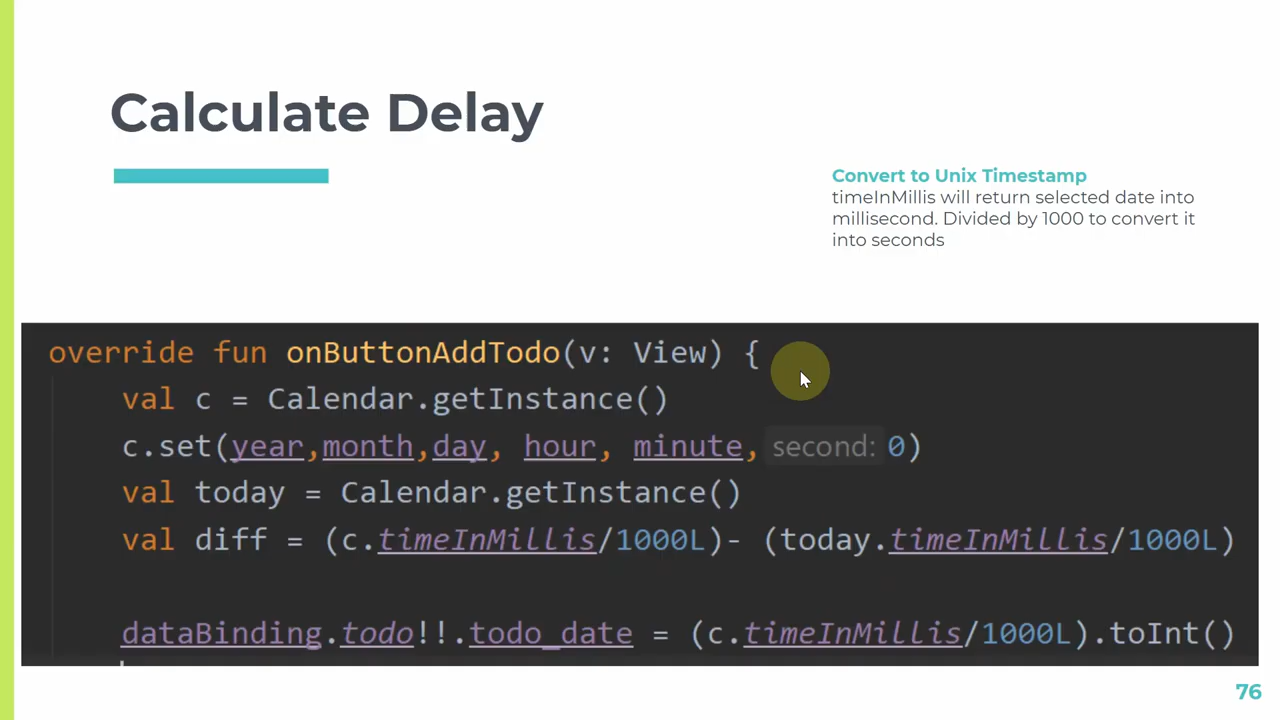 Calculate Delay
Convert to Unix Timestamp
timeInMillis will return selected date into
millisecond. Divided by 1000 to convert it
into seconds
override fun onButtonAddTodo(v: View) {
val c = Calendar.getInstance()
c.set(year,month,day, hour, minute, second: 0)
val today = Calendar.getInstance()
val diff = (c.timeInMillis/1000L)- (today.timeInMillis/1000L)
dataBinding.todo!!.todo_date = (c.timeInMillis/1000L).toInt()
76